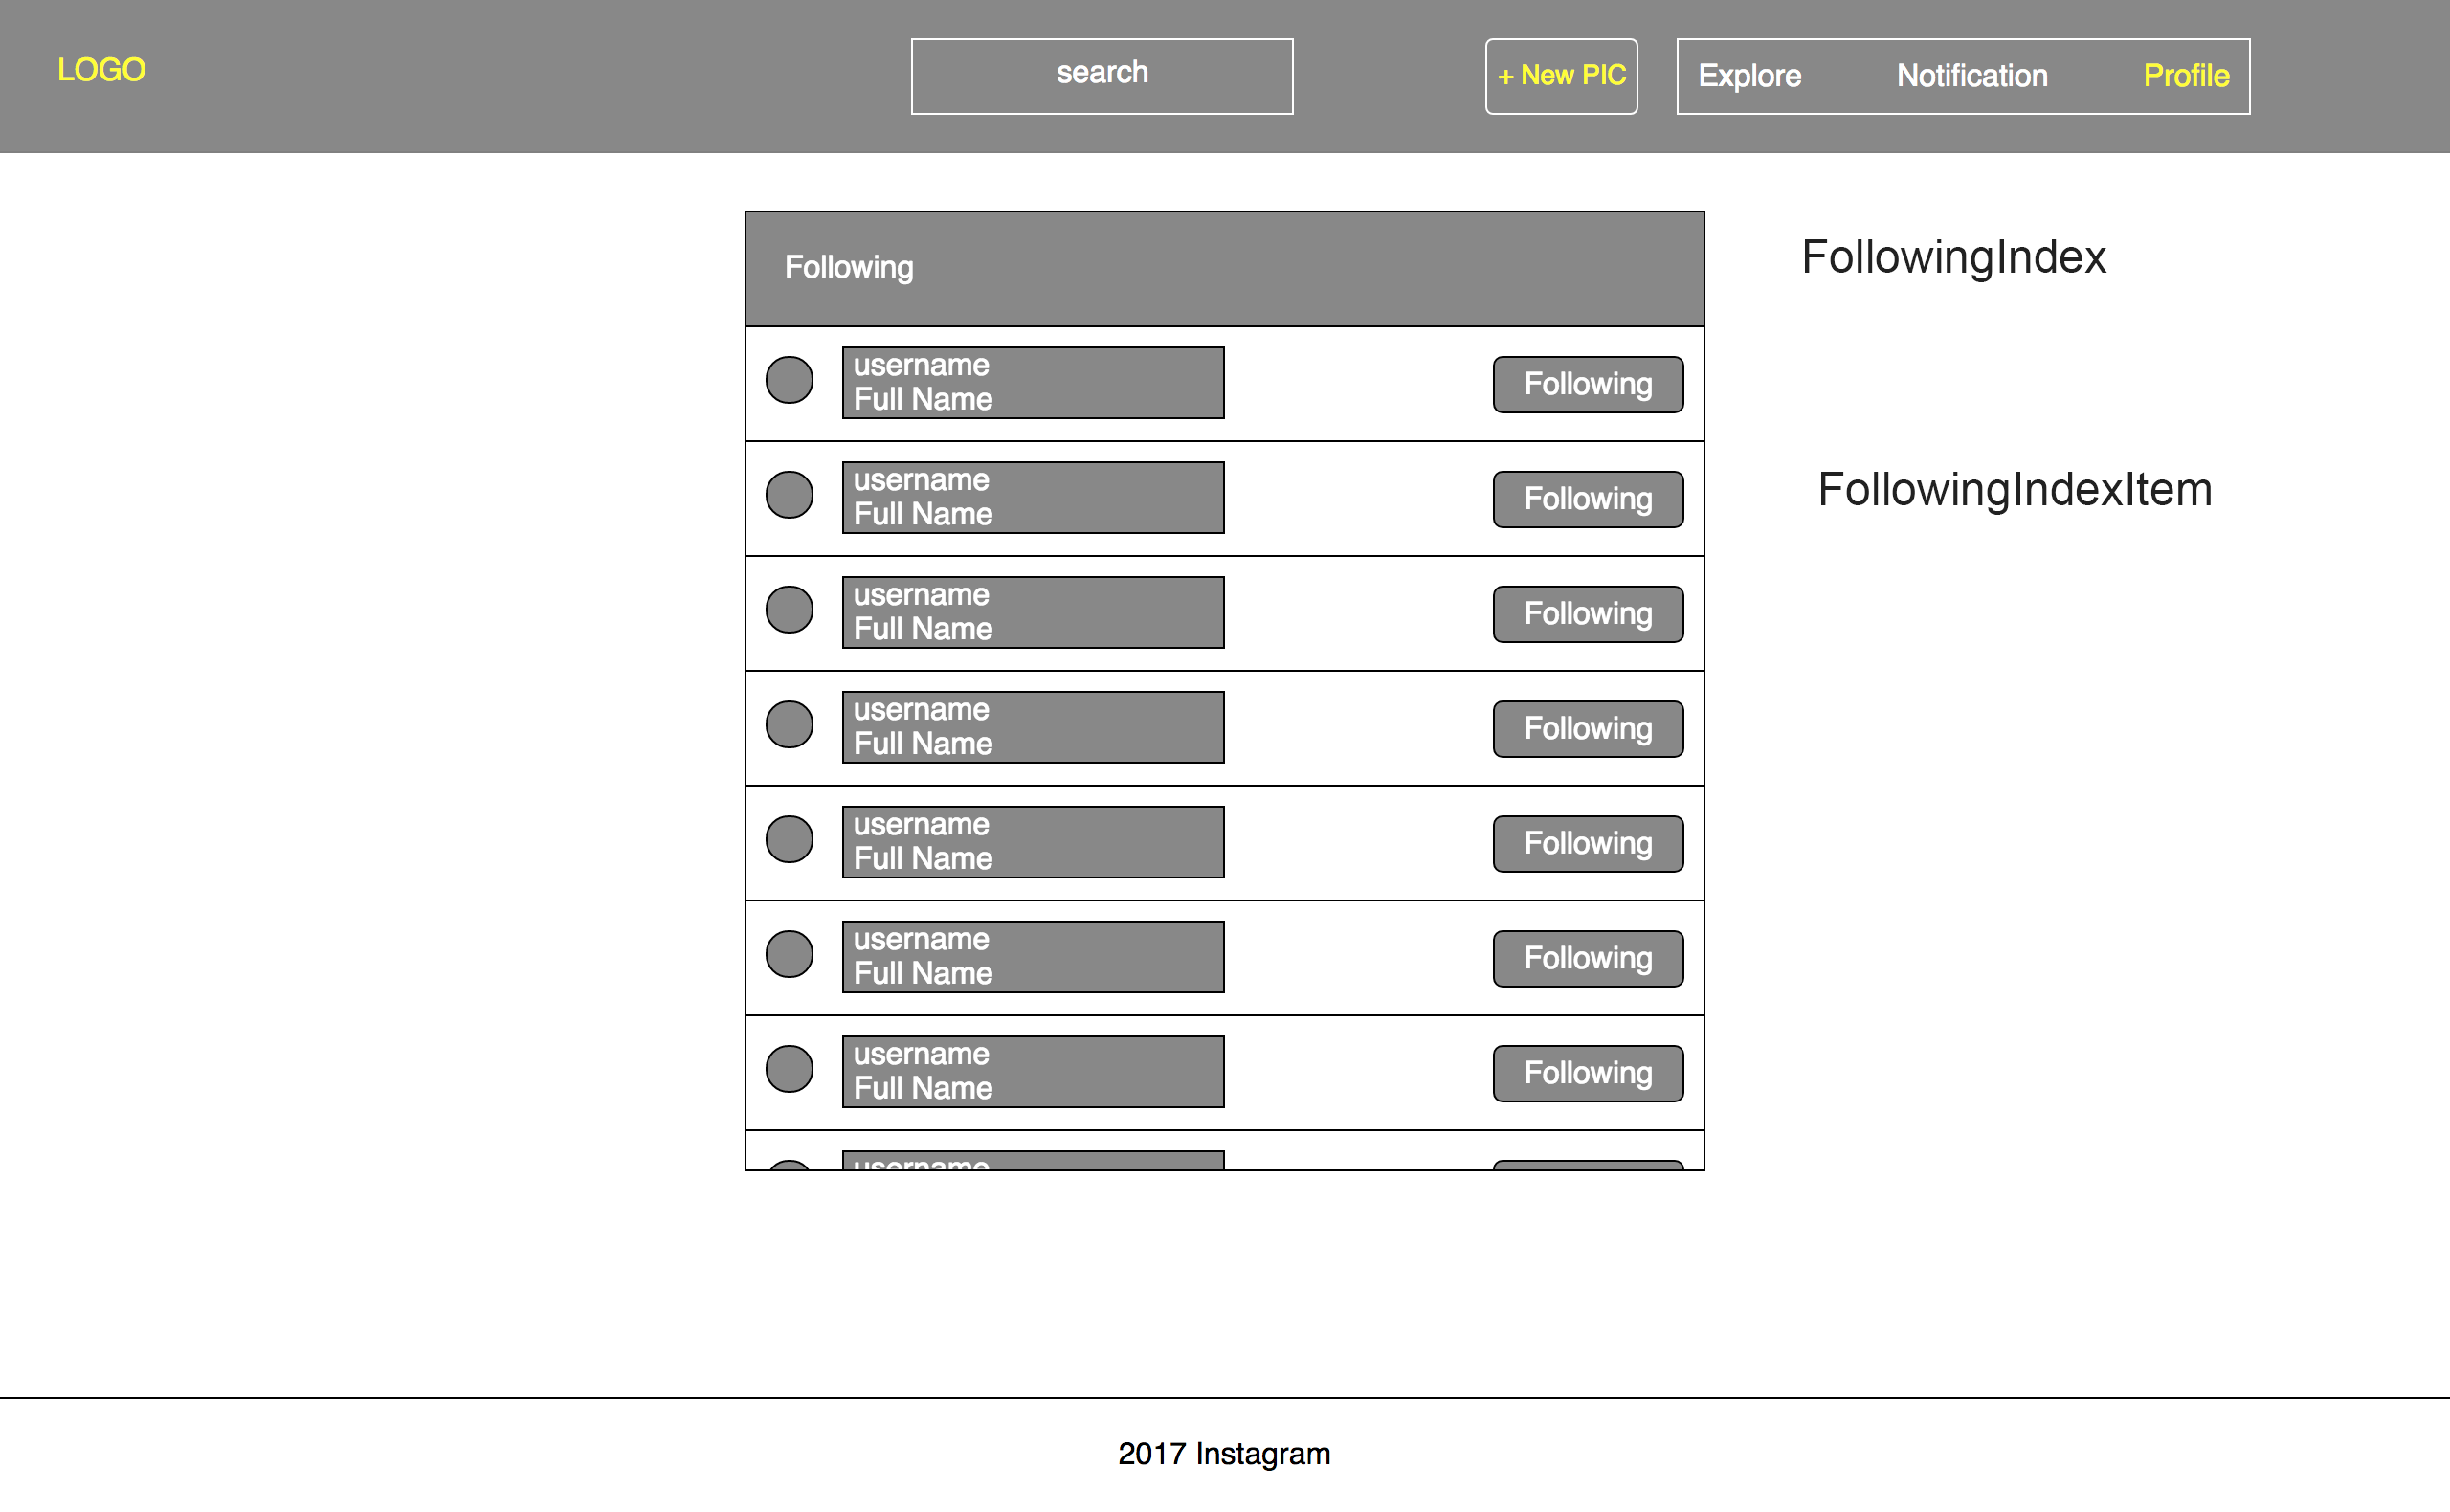 LOGO
search
+ New PIC
Explore
Notification
Profile
Following
FollowingIndex
username
Full Name
Following
username
Full Name
Following
FollowingIndexItem
username
Full Name
Following
username
Full Name
Following
username
Full Name
Following
username
Full Name
Following
username
Full Name
Following
username
2017 Instagram